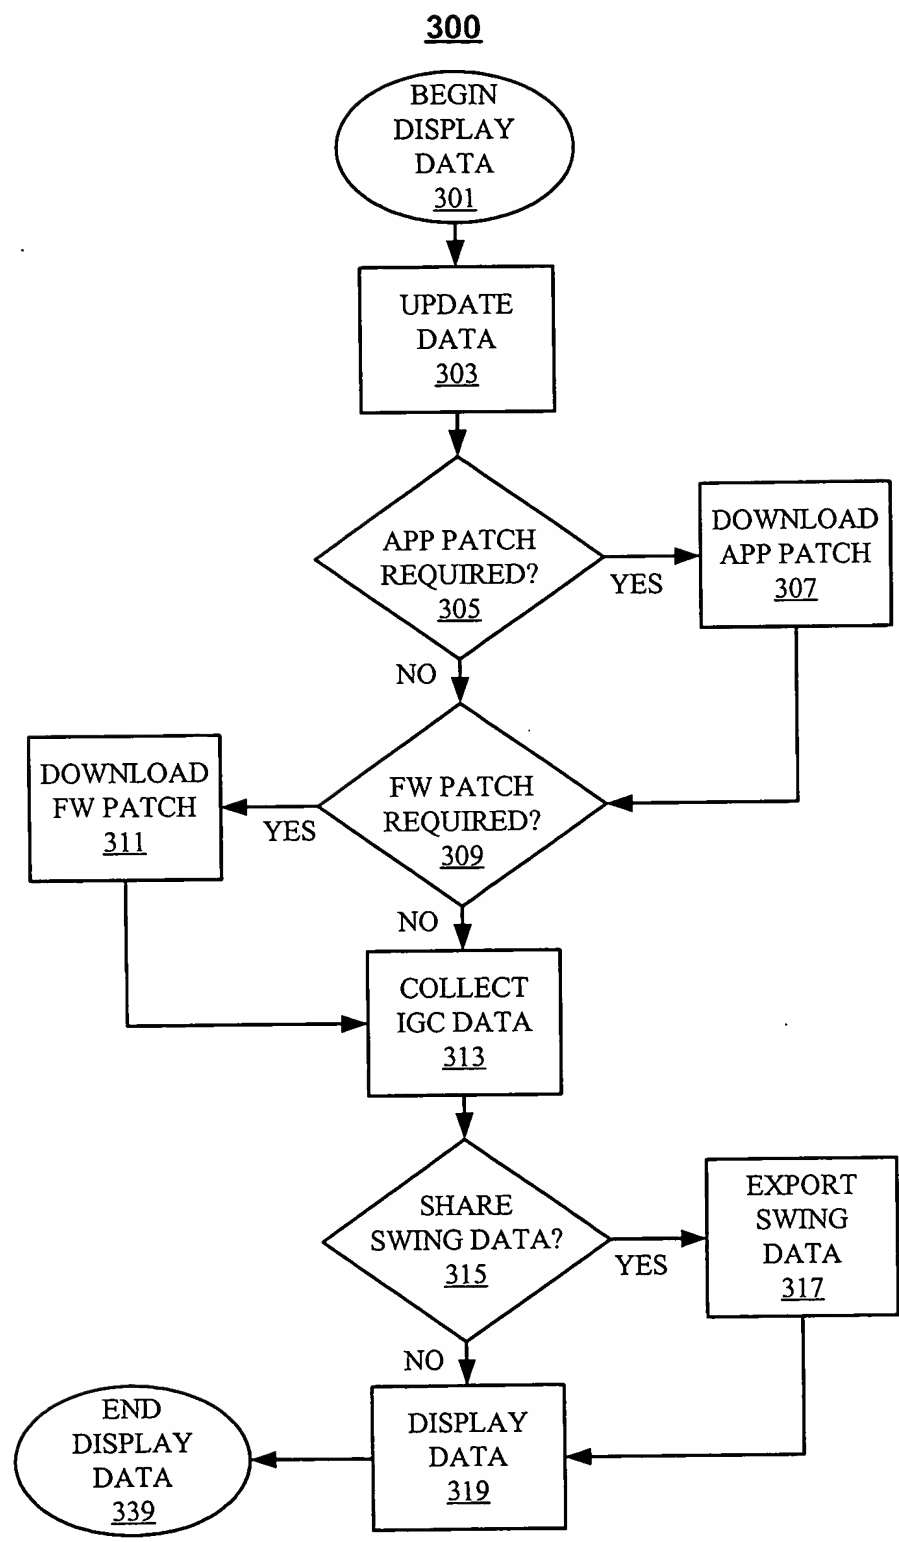 300
BEGIN
DISPLAY
DATA
301
UPDATE
DATA
303
APP PATCH
REQUIRED?
305
YES
DOWNLOAD
APP PATCH
307
NO
FW PATCH
REQUIRED?
309
YES
DOWNLOAD
FW PATCH
311
NO
COLLECT
IGC DATA
313
SHARE
SWING DATA?
315
YES
EXPORT
SWING
DATA
317
NO
DISPLAY
DATA
319
END
DISPLAY
DATA
339